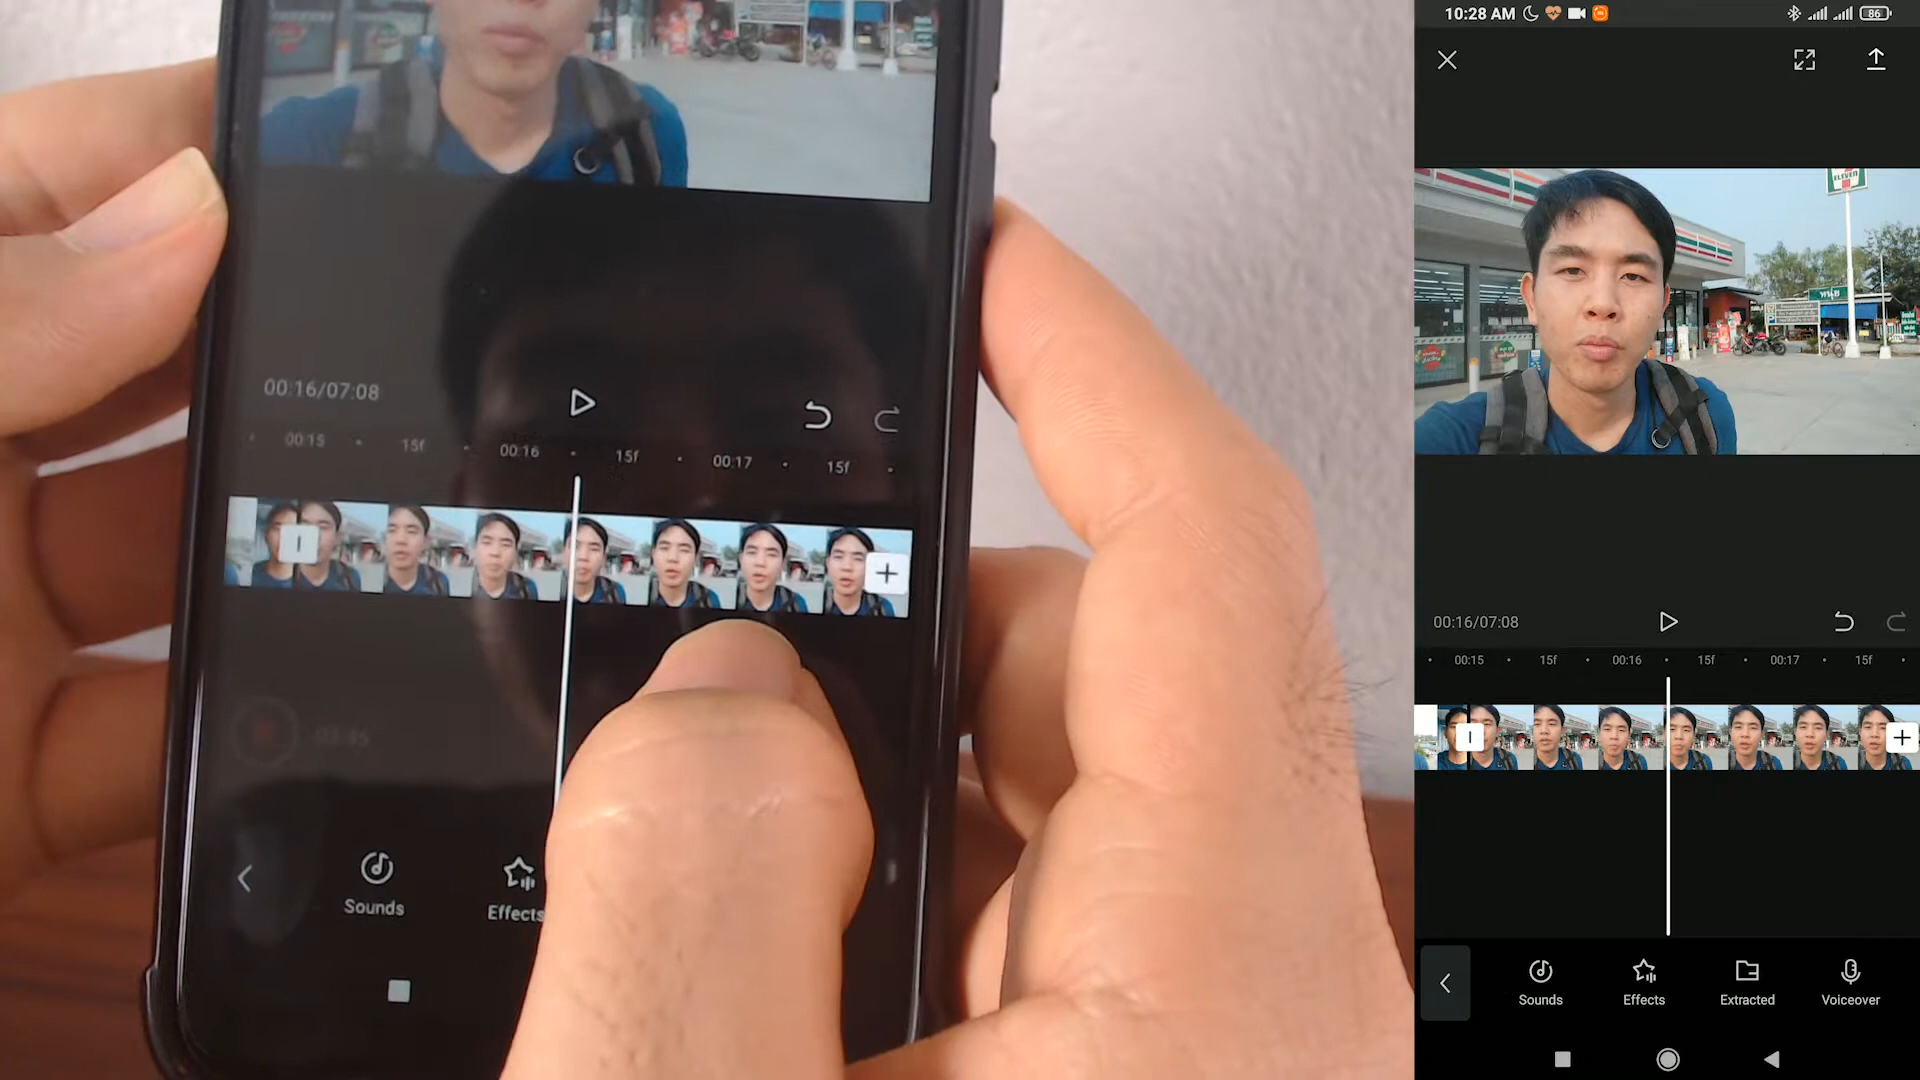 00:16/07:08
00:15
15f
00:16
15f
00:17
15f
Sounds
Effects
10:28 AM
86
ELEVEN
00:16/07:08
00:15
15f
00:16
15f
00:17
15f
Sounds
Effects
Extracted
Voiceover